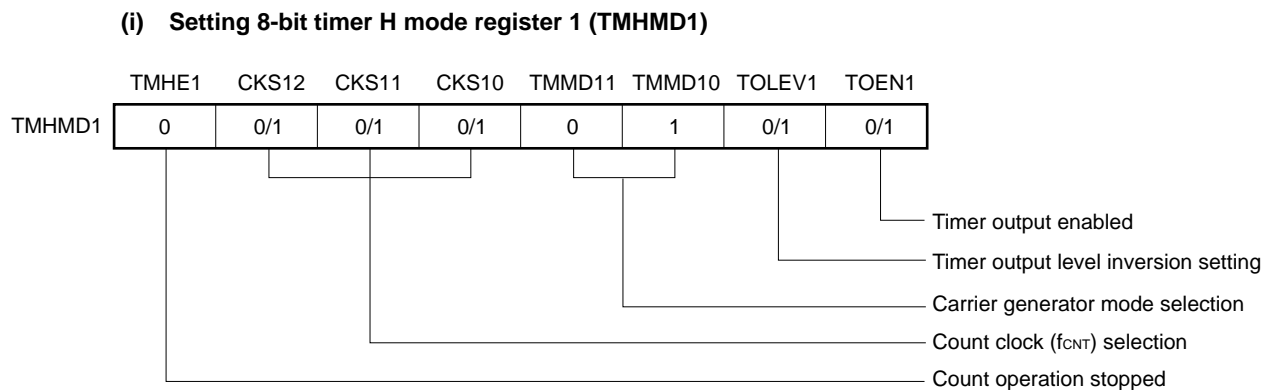 (i) Setting 8-bit timer H mode register 1 (TMHMD1)
TMHE1 CKS12 CKS11 CKS10 TMMD11 TMMD10 TOLEV1 TOEN1
TMHMD1 0 0/1 0/1 0/1 0 1 0/1 0/1
Timer output enabled
Timer output level inversion setting
Carrier generator mode selection
Count clock (fCNT) selection
Count operation stopped